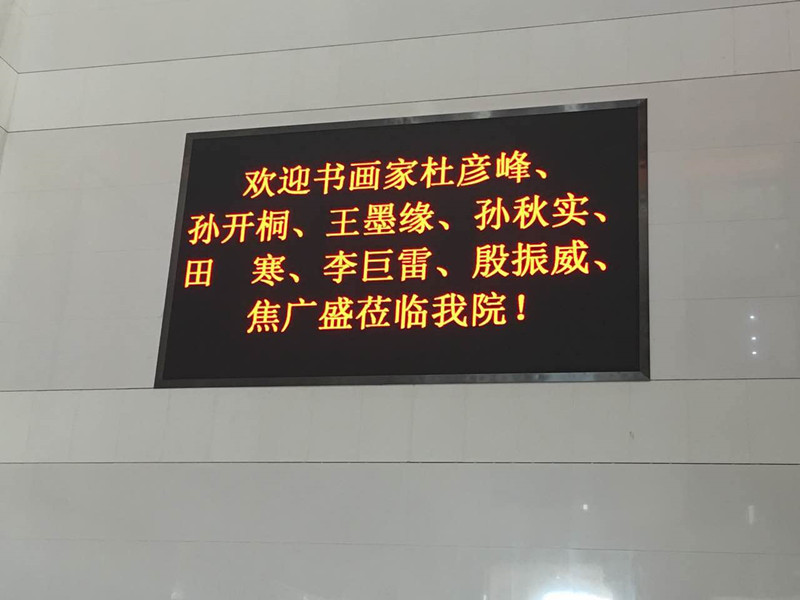 欢迎书画家杜彦峰、
孙开桐、王墨缘、孙秋实、
田　寒、李巨雷、殷振威、
焦广盛莅临我院！